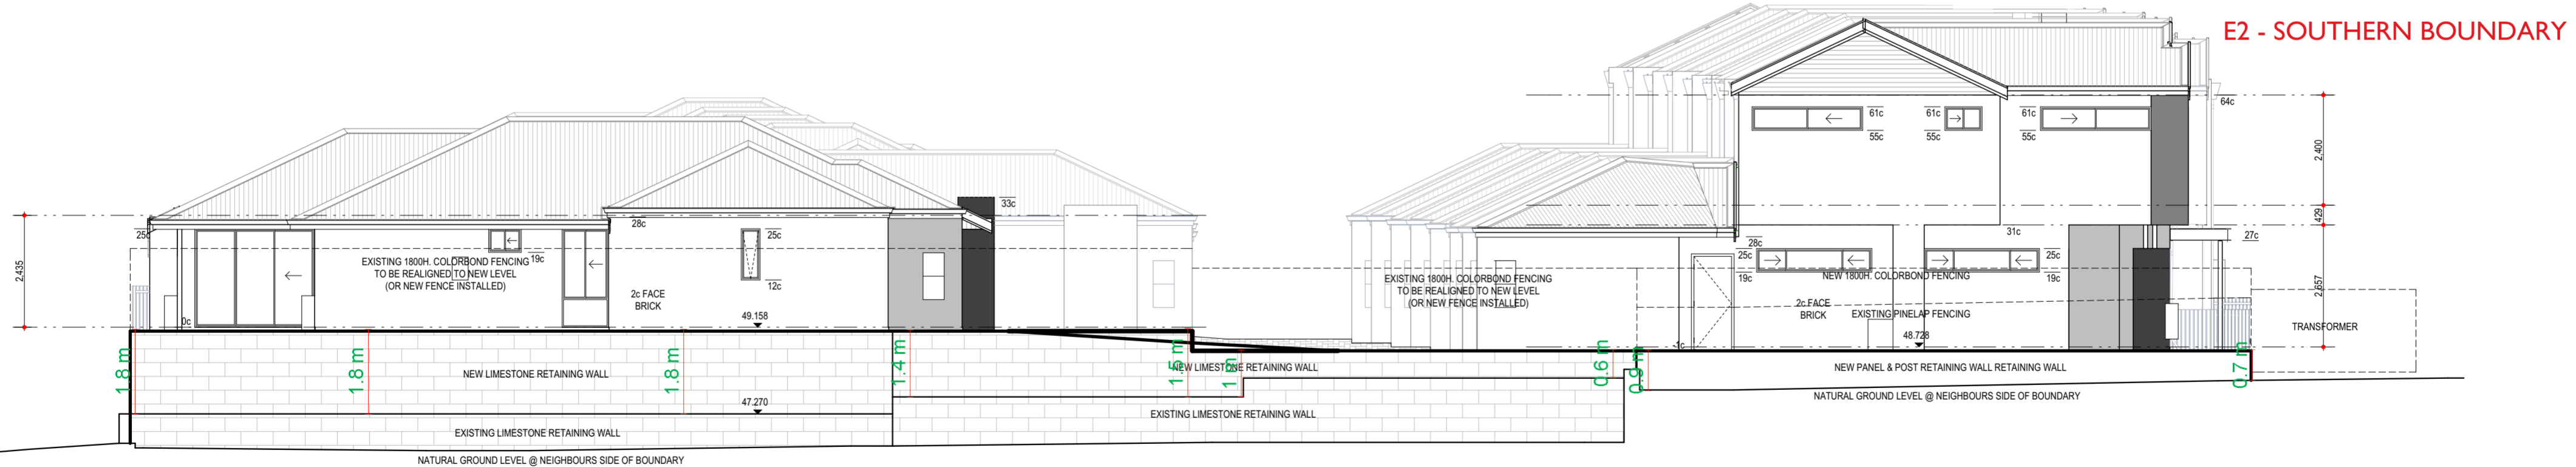 E2 - SOUTHERN BOUNDARY
64c
61c
55c
61c
55c
61c
55c
2,400
429
2,657
33c
28c
25c
25c
12c
19c
2,435
EXISTING 1800H. COLORBOND FENCING
TO BE REALIGNED TO NEW LEVEL
(OR NEW FENCE INSTALLED)
2c FACE
BRICK
0c
49.158
EXISTING 1800H. COLORBOND FENCING
TO BE REALIGNED TO NEW LEVEL
(OR NEW FENCE INSTALLED)
28c
25c
19c
31c
25c
19c
27c
NEW 1800H. COLORBOND FENCING
2c FACE
BRICK
EXISTING PINELAP FENCING
48.728
-1c
TRANSFORMER
1.8 m
1.8 m
1.8 m
1.4 m
1.5 m
1 m
0.6 m
0.9 m
0.7 m
NEW LIMESTONE RETAINING WALL
NEW LIMESTONE RETAINING WALL
NEW PANEL & POST RETAINING WALL RETAINING WALL
47.270
EXISTING LIMESTONE RETAINING WALL
EXISTING LIMESTONE RETAINING WALL
NATURAL GROUND LEVEL @ NEIGHBOURS SIDE OF BOUNDARY
NATURAL GROUND LEVEL @ NEIGHBOURS SIDE OF BOUNDARY